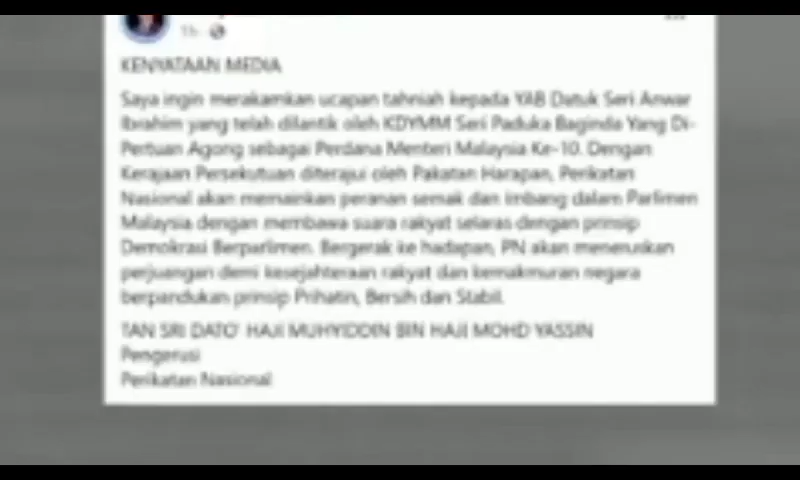 1h
KENYATAAN MEDIA
Saya ingin merakamkan ucapan tahniah kepada YAB Datuk Seri Anwar
Ibrahim yang telah dilantik oleh KDYMM Seri Paduka Baginda Yang Di-
Pertuan Agong sebagai Perdana Menteri Malaysia Ke-10. Dengan
Kerajaan Persekutuan diterajui oleh Pakatan Harapan, Perikatan
Nasional akan memainkan peranan semak dan imbang dalam Parlimen
Malaysia dengan membawa suara rakyat selaras dengan prinsip
Demokrasi Berparlimen. Bergerak ke hadapan, PN akan meneruskan
perjuangan demi kesejahteraan rakyat dan kemakmuran negara
berpandukan prinsip Prihatin, Bersih dan Stabil.
TAN SRI DATO' HAJI MUHYIDDIN BIN HAJI MOHD YASSIN
Pengerusi
Perikatan Nasional